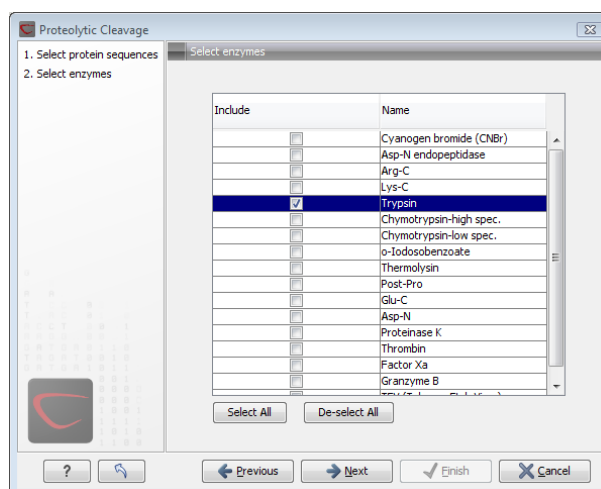 Proteolytic Cleavage
1. Select protein sequences
2. Select enzymes
Select enzymes
Include Name
Cyanogen bromide (CNBr)
Asp-N endopeptidase
Arg-C
Lys-C
Trypsin
Chymotrypsin-high spec.
Chymotrypsin-low spec.
o-Iodosobenzoate
Thermolysin
Post-Pro
Glu-C
Asp-N
Proteinase K
Thrombin
Factor Xa
Granzyme B
Select All De-select All
? Previous Next Finish Cancel